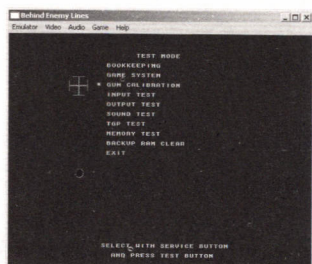 Behind Enemy Lines
Emulator Video Audio Game Help
TEST MODE
BOOKKEEPING
GAME SYSTEM
GUN CALIBRATION
INPUT TEST
OUTPUT TEST
SOUND TEST
TAP TEST
MEMORY TEST
BACKUP RAM CLEAR
EXIT
SELECT WITH SERVICE BUTTON
AND PRESS TEST BUTTON